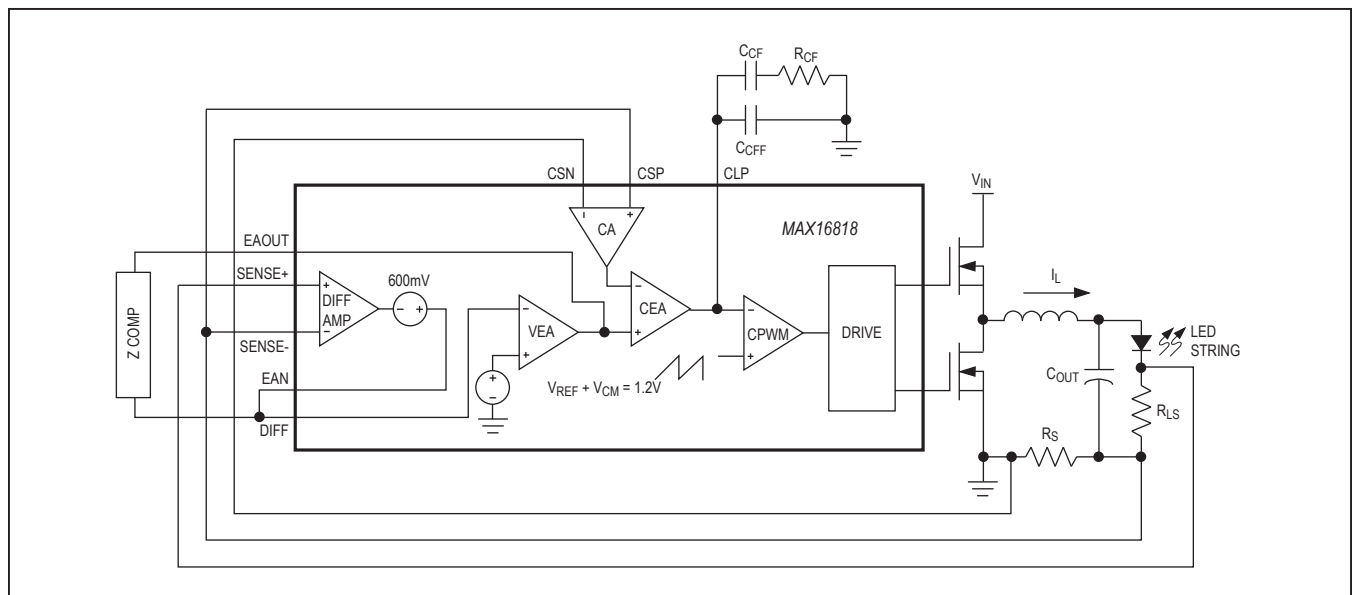 CCF
RCF
CCFF
CSN
CSP
CLP
VIN
MAX16818
EAOUT
SENSE+
SENSE-
EAN
DIFF
Z COMP
+
DIFF
AMP
−
600mV
− +
− +
CA
−
VEA
+
+
−
−
CEA
+
−
CPWM
+
VREF + VCM = 1.2V
DRIVE
IL
LED
STRING
COUT
RLS
RS